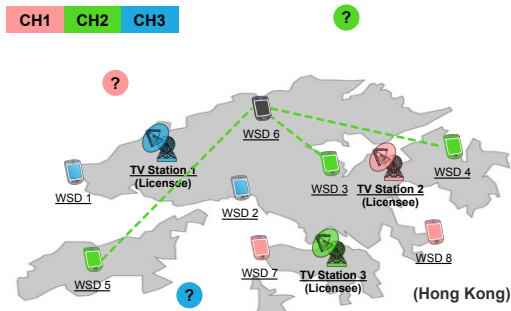 CH1 CH2 CH3
?
?
WSD 6
TV Station 1
(Licensee)
WSD 1
WSD 3
TV Station 2
(Licensee)
WSD 4
WSD 2
WSD 7
WSD 8
TV Station 3
(Licensee)
WSD 5
?
(Hong Kong)